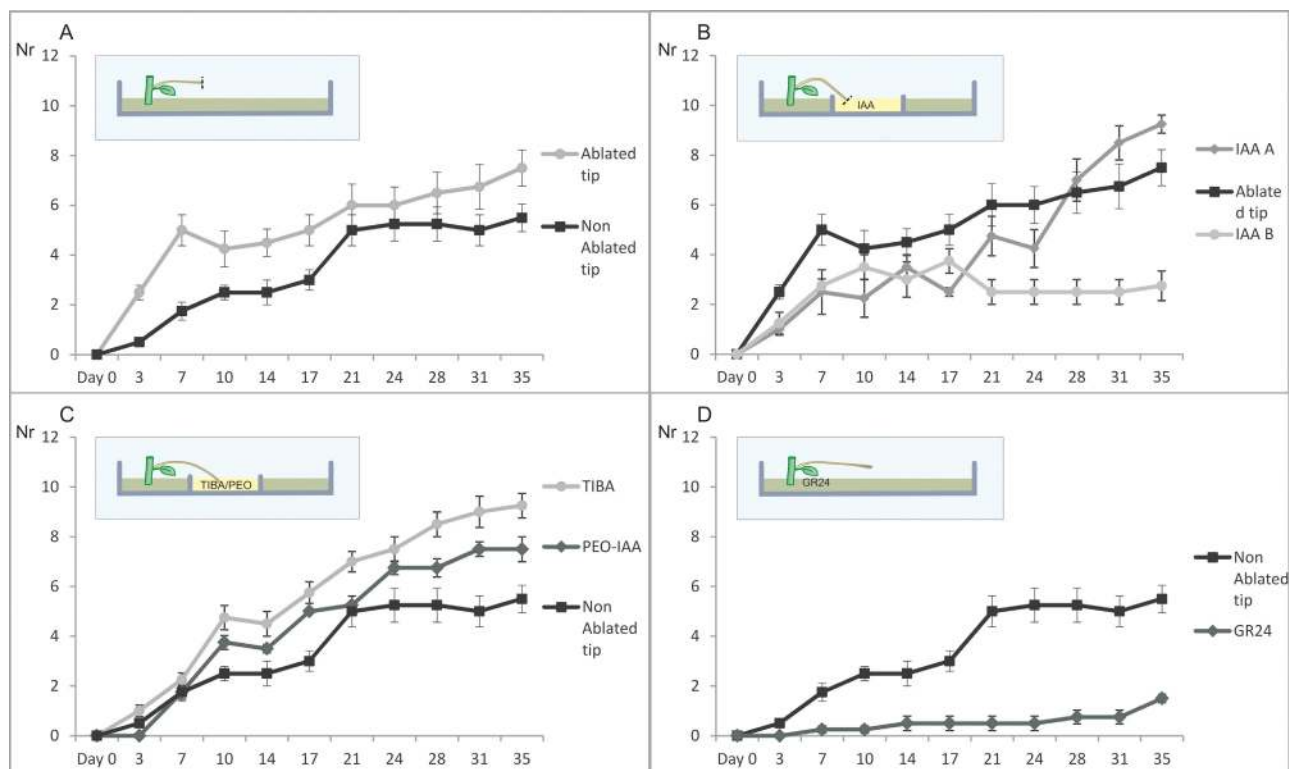 A
Nr
12
10
8
6
4
2
0
Day 0 3 7 10 14 17 21 24 28 31 35
Ablated
tip
Non
Ablated
tip
B
Nr
12
10
8
6
4
2
0
IAA
Day 0 3 7 10 14 17 21 24 28 31 35
IAA A
Ablate
d tip
IAA B
C
Nr
12
10
8
6
4
2
0
TIBA/PEO
Day 0 3 7 10 14 17 21 24 28 31 35
TIBA
PEO-IAA
Non
Ablated
tip
D
Nr
12
10
8
6
4
2
0
GR24
Day 0 3 7 10 14 17 21 24 28 31 35
Non
Ablated
tip
GR24